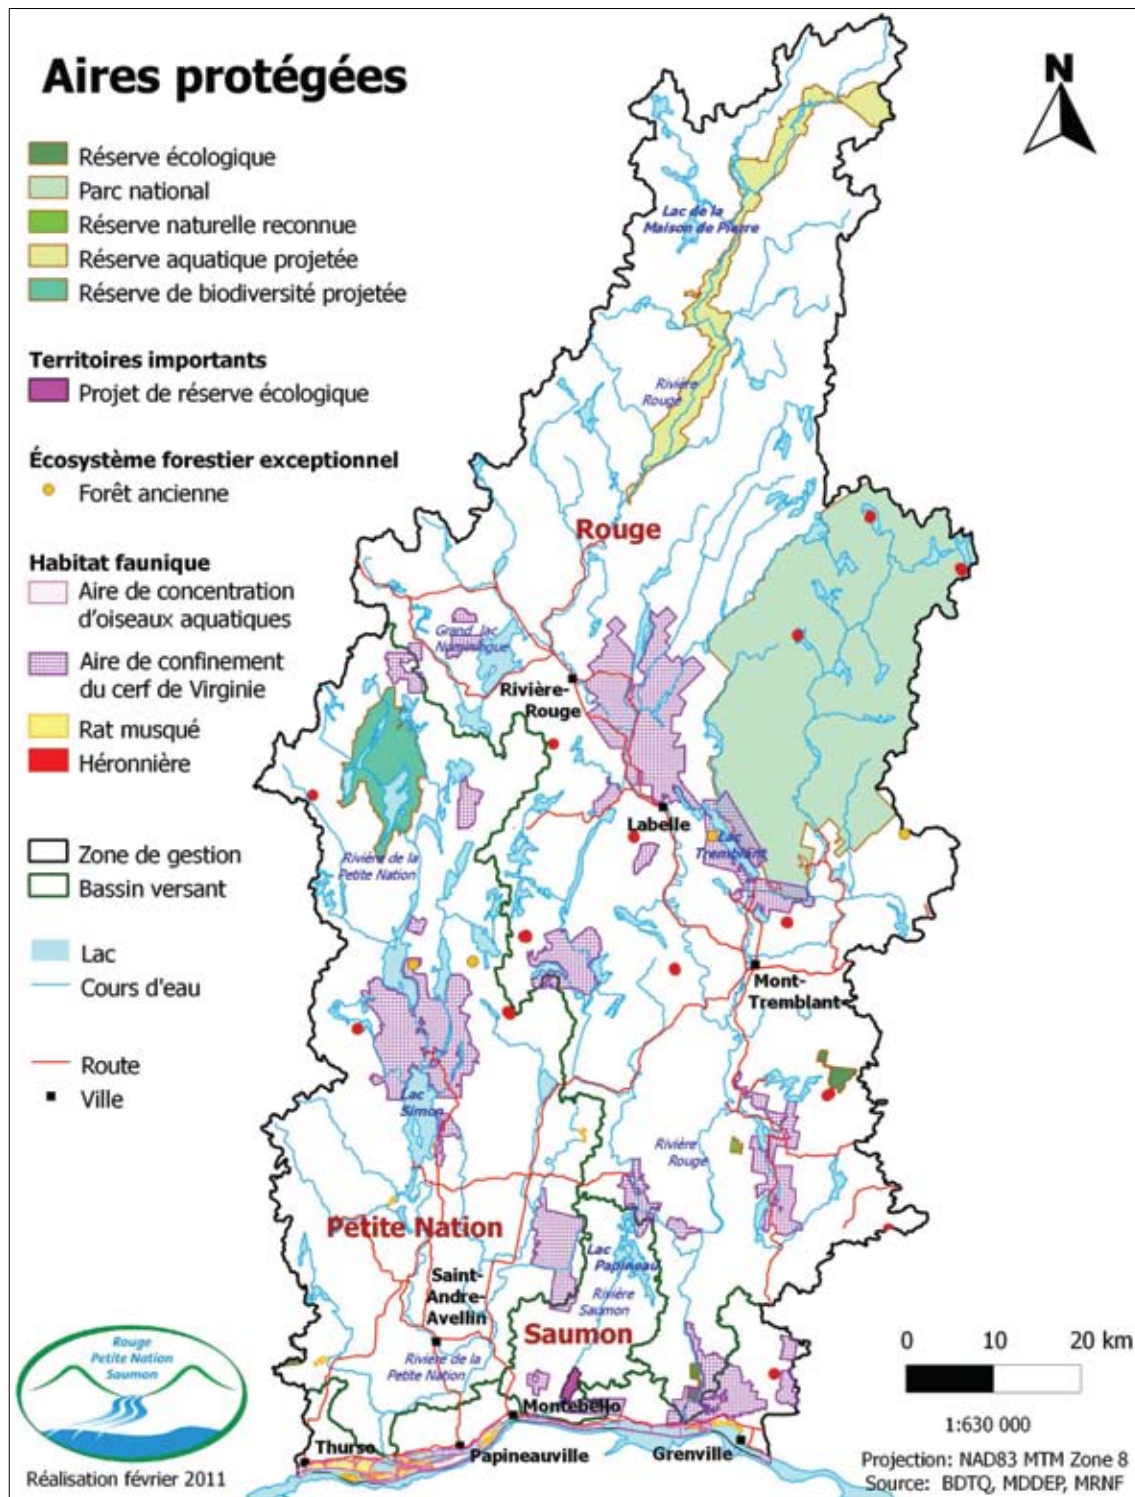 Aires protégées
N
Réserve écologique
Parc national
Réserve naturelle reconnue
Réserve aquatique projetée
Réserve de biodiversité projetée
Territoires importants
Projet de réserve écologique
Écosystème forestier exceptionnel
Forêt ancienne
Habitat faunique
Aire de concentration
d'oiseaux aquatiques
Aire de confinement
du cerf de Virginie
Rat musqué
Héronnière
Zone de gestion
Bassin versant
Lac
Cours d'eau
Route
Ville
Lac de la
Maison de Pierre
Rivière
Rouge
Rouge
Grand lac
Nominingue
Rivière-
Rouge
Labelle
Lac
Tremblant
Rivière de la
Petite Nation
Mont-
Tremblant
Lac
Simon
Rivière
Rouge
Petite Nation
Lac
Papineau
Saint-
Andre-
Avellin
Rivière
Saumon
Saumon
Rivière de la
Petite Nation
Montebello
Thurso
Papineauville
Grenville
Rouge
Petite Nation
Saumon
Réalisation février 2011
0 10 20 km
1:630 000
Projection: NAD83 MTM Zone 8
Source: BDTQ, MDDEP, MRNF